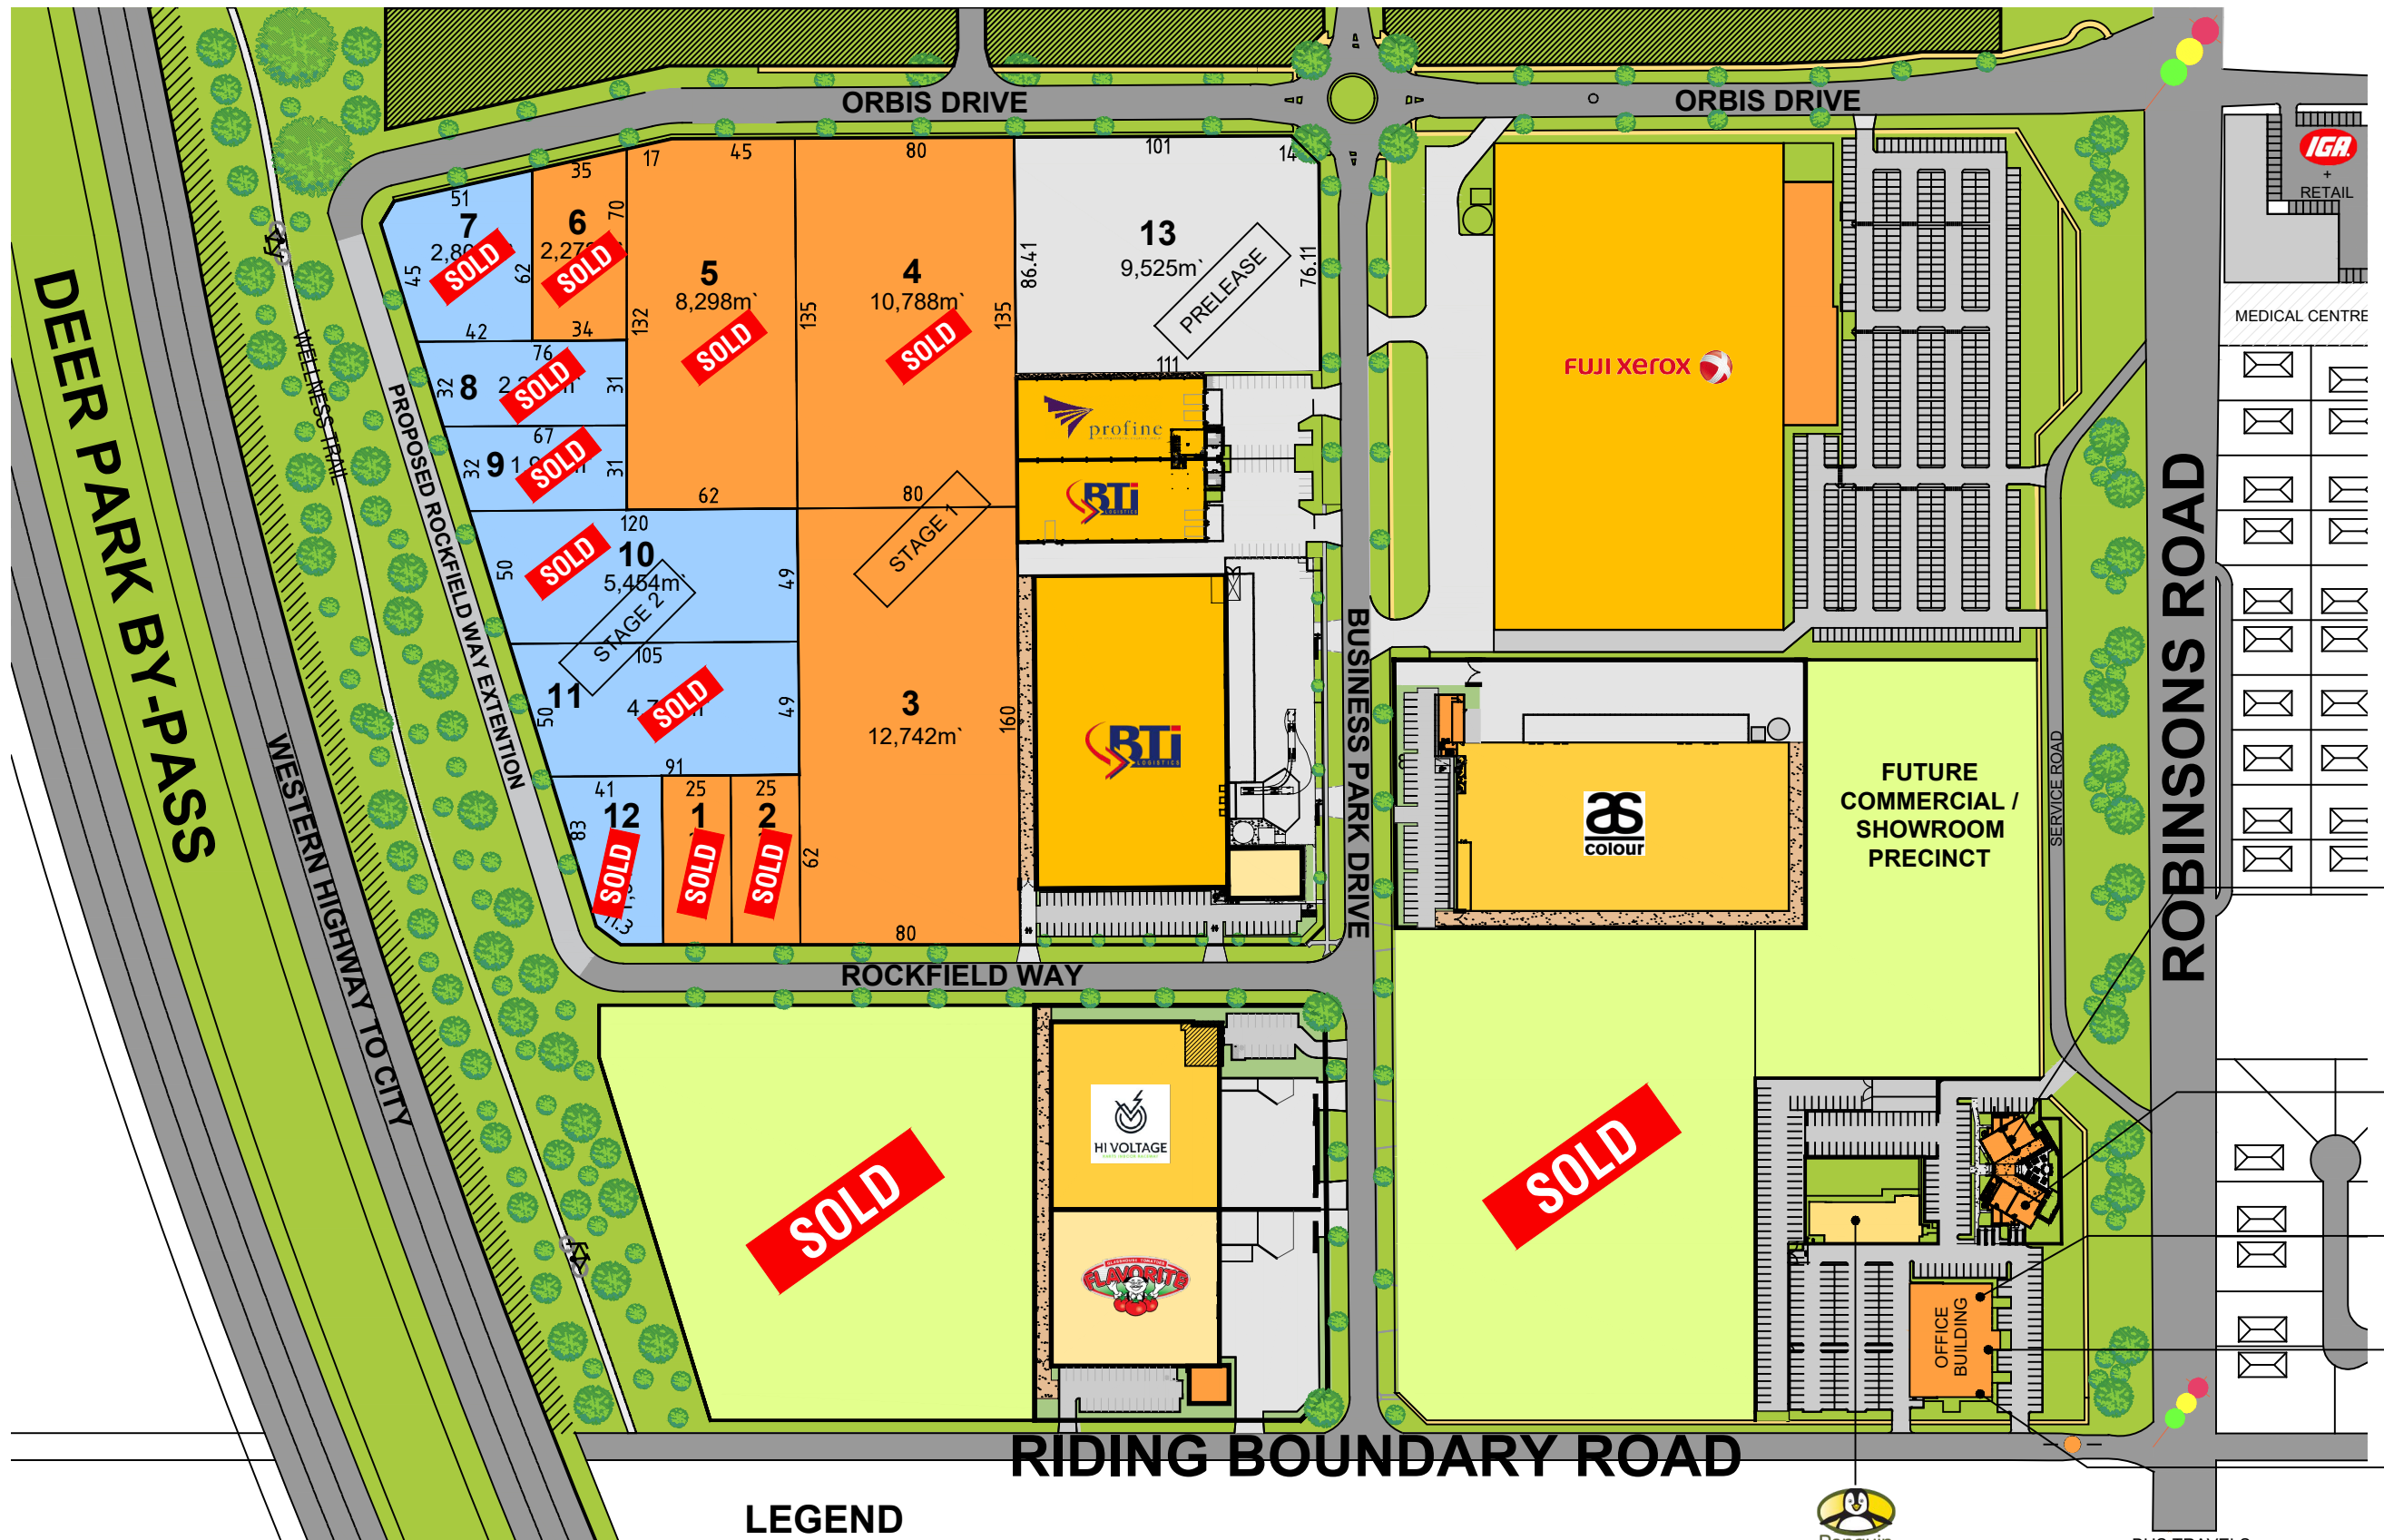 ORBIS DRIVE
ORBIS DRIVE
IGA
+
RETAIL
MEDICAL CENTRE
51
7
SOLD
45
62
42
35
6
SOLD
70
34
17
45
5
8,298m`
SOLD
132
135
62
80
4
10,788m`
SOLD
135
80
101
14
13
9,525m`
PRELEASE
86.41
76.11
111
76
8
SOLD
32
31
67
9
SOLD
32
31
120
10
5,454m`
SOLD
50
49
STAGE 1
STAGE 2
105
11
SOLD
50
49
91
3
12,742m`
160
62
80
41
12
SOLD
83
11.3
25
1
SOLD
25
2
SOLD
profine
BTi
LOGISTICS
BTi
LOGISTICS
FUJI xerox
as
colour
FUTURE
COMMERCIAL /
SHOWROOM
PRECINCT
DEER PARK BY-PASS
WESTERN HIGHWAY TO CITY
WELLNESS TRAIL
PROPOSED ROCKFIELD WAY EXTENTION
BUSINESS PARK DRIVE
SERVICE ROAD
ROBINSONS ROAD
ROCKFIELD WAY
SOLD
HI VOLTAGE
FLAVORITE
SOLD
OFFICE
BUILDING
RIDING BOUNDARY ROAD
LEGEND
Penguin